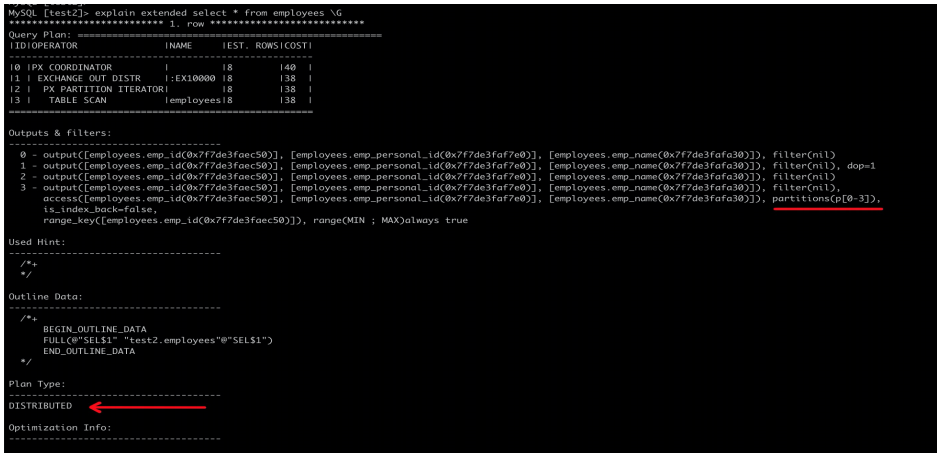 MySQL [test2]> explain extended select * from employees \G
*************************** 1. row ***************************
Query Plan: ====================================================
|ID|OPERATOR               |NAME     |EST. ROWS|COST|
-----------------------------------------------------
|0 |PX COORDINATOR         |         |8        |40  |
|1 | EXCHANGE OUT DISTR    |:EX10000 |8        |38  |
|2 |  PX PARTITION ITERATOR|         |8        |38  |
|3 |   TABLE SCAN          |employees|8        |38  |
=====================================================
Outputs & filters:
-------------------------------------
0 - output([employees.emp_id(0x7f7de3faec50)], [employees.emp_personal_id(0x7f7de3faf7e0)], [employees.emp_name(0x7f7de3fafa30)]), filter(nil)
1 - output([employees.emp_id(0x7f7de3faec50)], [employees.emp_personal_id(0x7f7de3faf7e0)], [employees.emp_name(0x7f7de3fafa30)]), filter(nil), dop=1
2 - output([employees.emp_id(0x7f7de3faec50)], [employees.emp_personal_id(0x7f7de3faf7e0)], [employees.emp_name(0x7f7de3fafa30)]), filter(nil)
3 - output([employees.emp_id(0x7f7de3faec50)], [employees.emp_personal_id(0x7f7de3faf7e0)], [employees.emp_name(0x7f7de3fafa30)]), filter(nil),
access([employees.emp_id(0x7f7de3faec50)], [employees.emp_personal_id(0x7f7de3faf7e0)], [employees.emp_name(0x7f7de3fafa30)]), partitions(p[0-3]),
is_index_back=false,
range_key([employees.emp_id(0x7f7de3faec50)]), range(MIN ; MAX)always true
Used Hint:
-------------------------------------
/*+
*/
Outline Data:
-------------------------------------
/*+
BEGIN_OUTLINE_DATA
FULL(@"SEL$1" "test2.employees"@"SEL$1")
END_OUTLINE_DATA
*/
Plan Type:
-------------------------------------
DISTRIBUTED
Optimization Info:
-------------------------------------